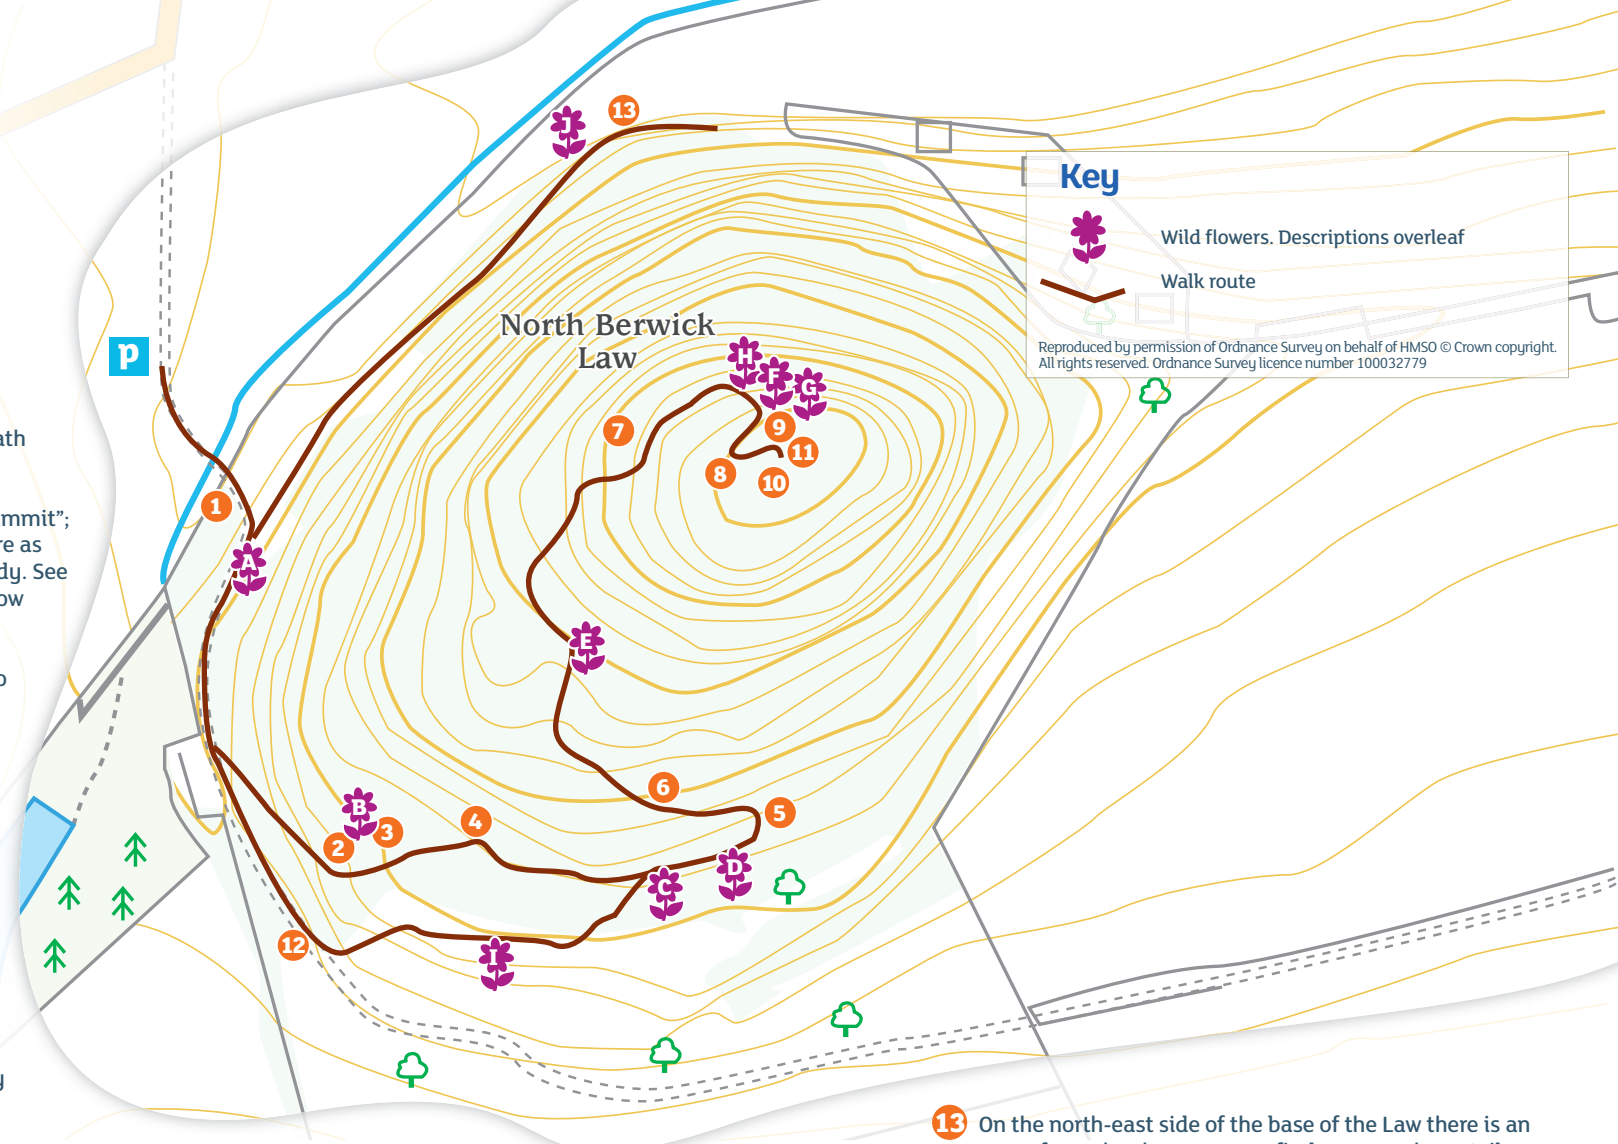 J
13
Key
Wild flowers. Descriptions overleaf
Walk route
Reproduced by permission of Ordnance Survey on behalf of HMSO © Crown copyright.
All rights reserved. Ordnance Survey licence number 100032779
North Berwick
Law
p
H
F
G
7
9
11
8
10
ath
1
mmit”;
re as
dy. See
ow
A
E
6
5
B
3
4
2
D
C
12
I
13 On the north-east side of the base of the Law there is an